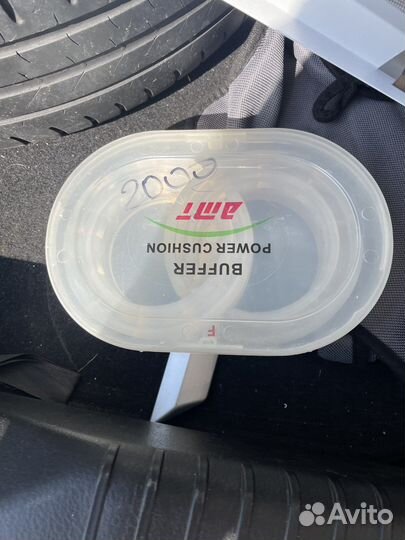 2000
amt
POWER CUSHION
BUFFER
F
Avito